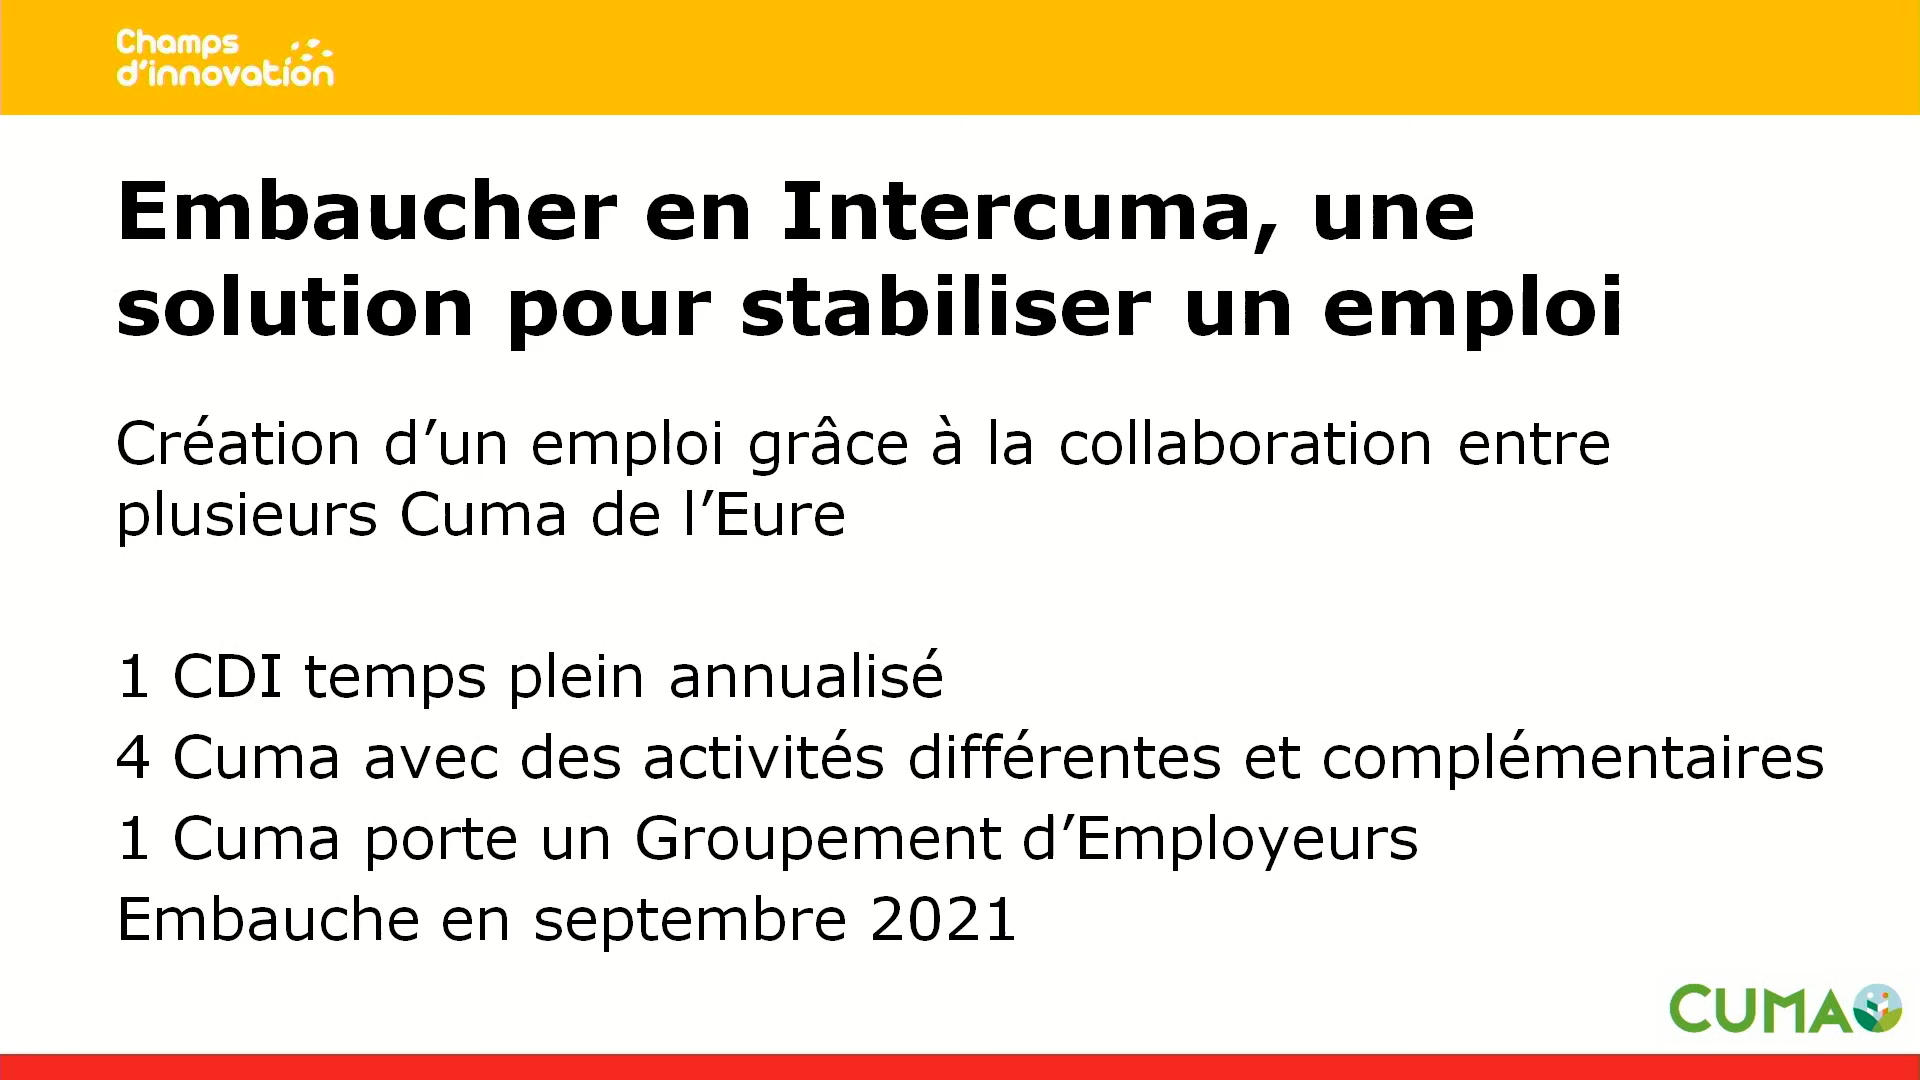 Champs
d'innovation
Embaucher en Intercuma, une
solution pour stabiliser un emploi
Création d’un emploi grâce à la collaboration entre
plusieurs Cuma de l’Eure
1 CDI temps plein annualisé
4 Cuma avec des activités différentes et complémentaires
1 Cuma porte un Groupement d’Employeurs
Embauche en septembre 2021
CUMA